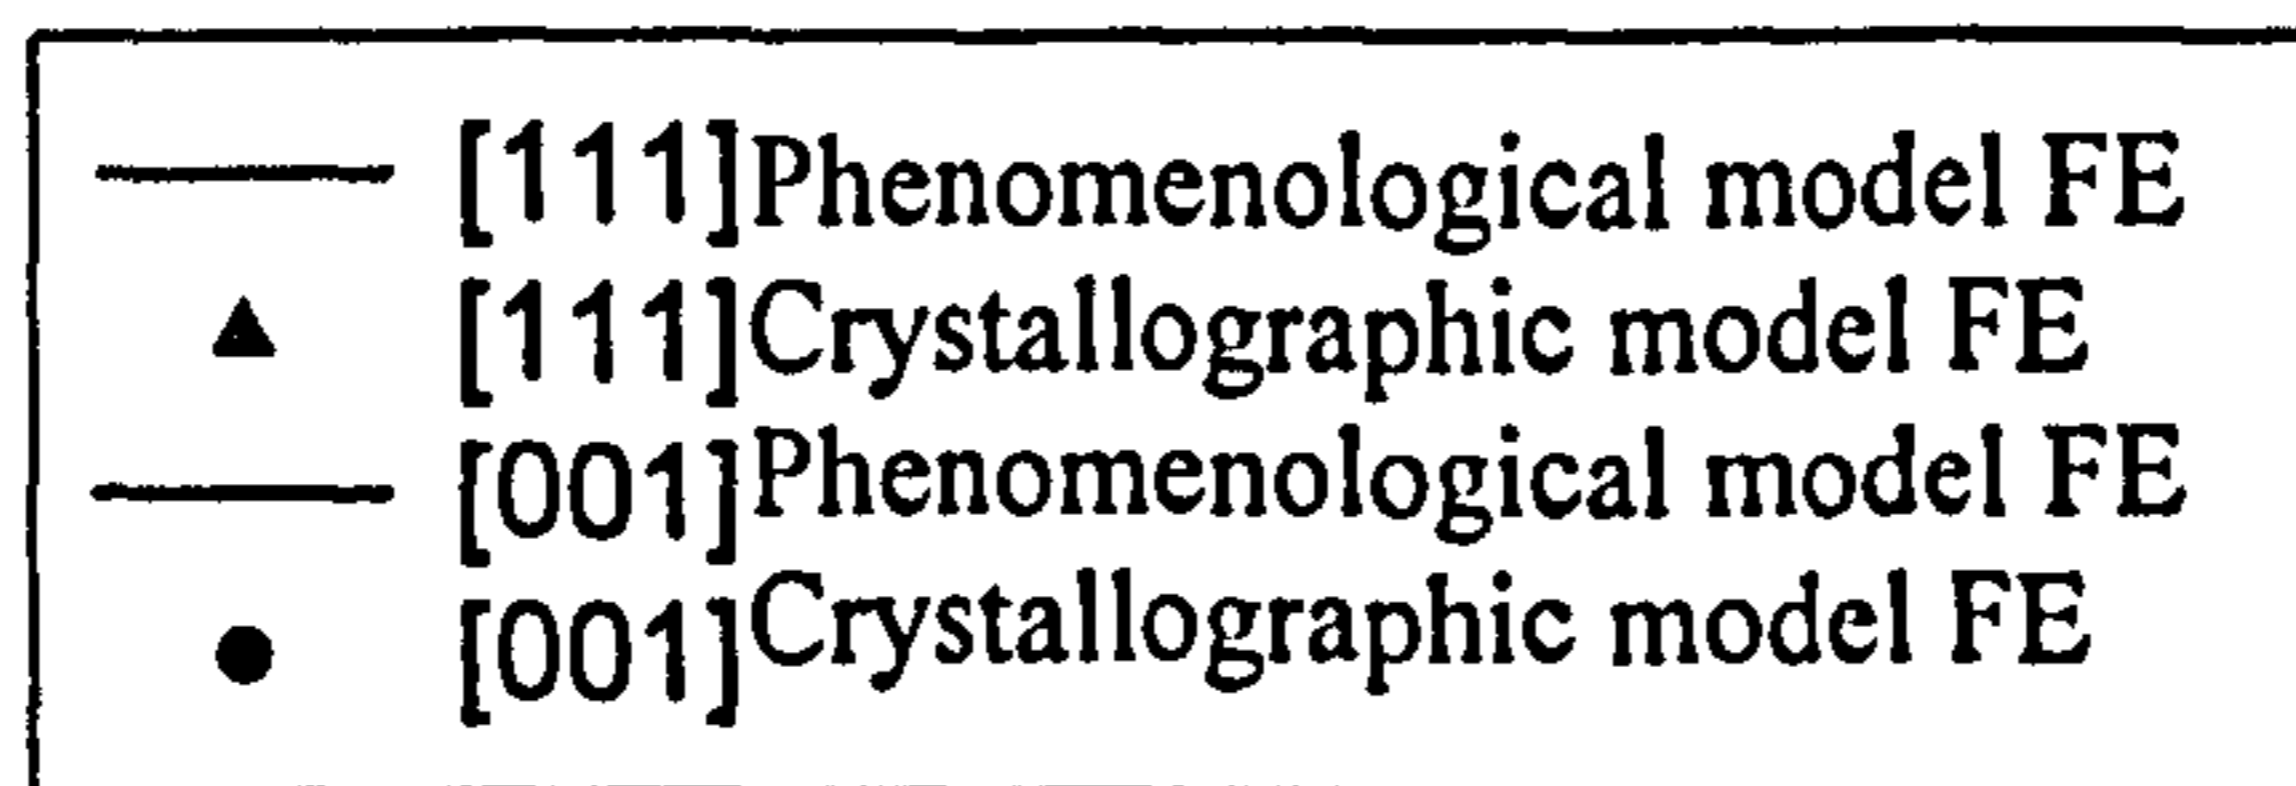 [111]Phenomenological model FE
[111]Crystallographic model FE
[001]Phenomenological model FE
[001]Crystallographic model FE